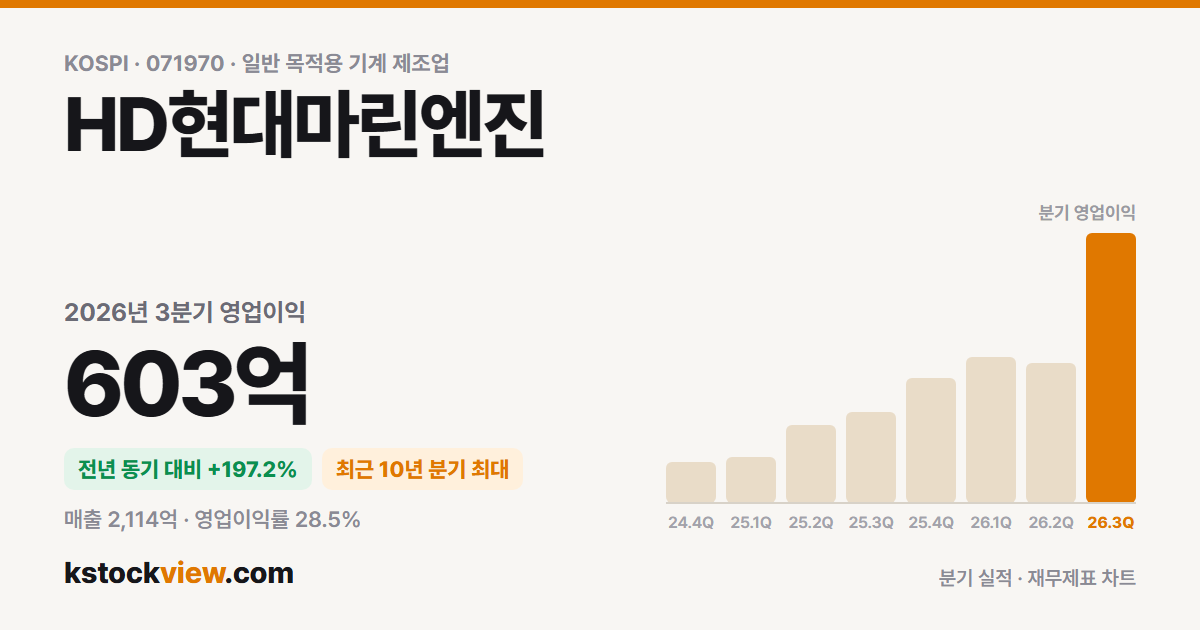 KOSPI · 071970 · 일반 목적용 기계 제조업
HD현대마린엔진
분기 영업이익
2026년 3분기 영업이익
603억
전년 동기 대비 +197.2%
최근 10년 분기 최대
매출 2,114억 · 영업이익률 28.5%
24.4Q 25.1Q 25.2Q 25.3Q 25.4Q 26.1Q 26.2Q 26.3Q
kstockview.com
분기 실적 · 재무제표 차트